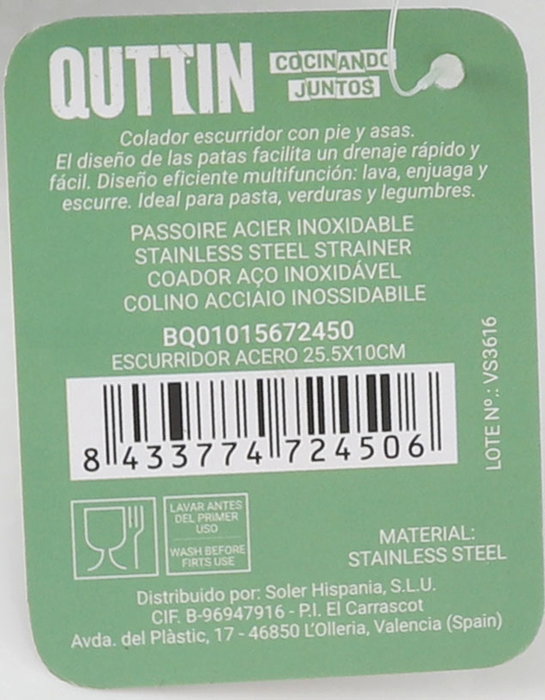 QUTTIN
COCINANDO
JUNTOS
Colador escurridor con pie y asas.
El diseño de las patas facilita un drenaje rápido y
fácil. Diseño eficiente multifunción: lava, enjuaga y
escurre. Ideal para pasta, verduras y legumbres.
PASSOIRE ACIER INOXIDABLE
STAINLESS STEEL STRAINER
COADOR AÇO INOXIDÁVEL
COLINO ACCIAIO INOSSIDABILE
BQ01015672450
ESCURRIDOR ACERO 25.5X10CM
8 433774 724506
LOTE Nº.: VS3616
LAVAR ANTES
DEL PRIMER
USO
WASH BEFORE
FIRTS USE
MATERIAL:
STAINLESS STEEL
Distribuido por: Soler Hispania, S.L.U.
CIF. B-96947916 - P.I. El Carrascot
Avda. del Plàstic, 17 - 46850 L'Olleria, Valencia (Spain)